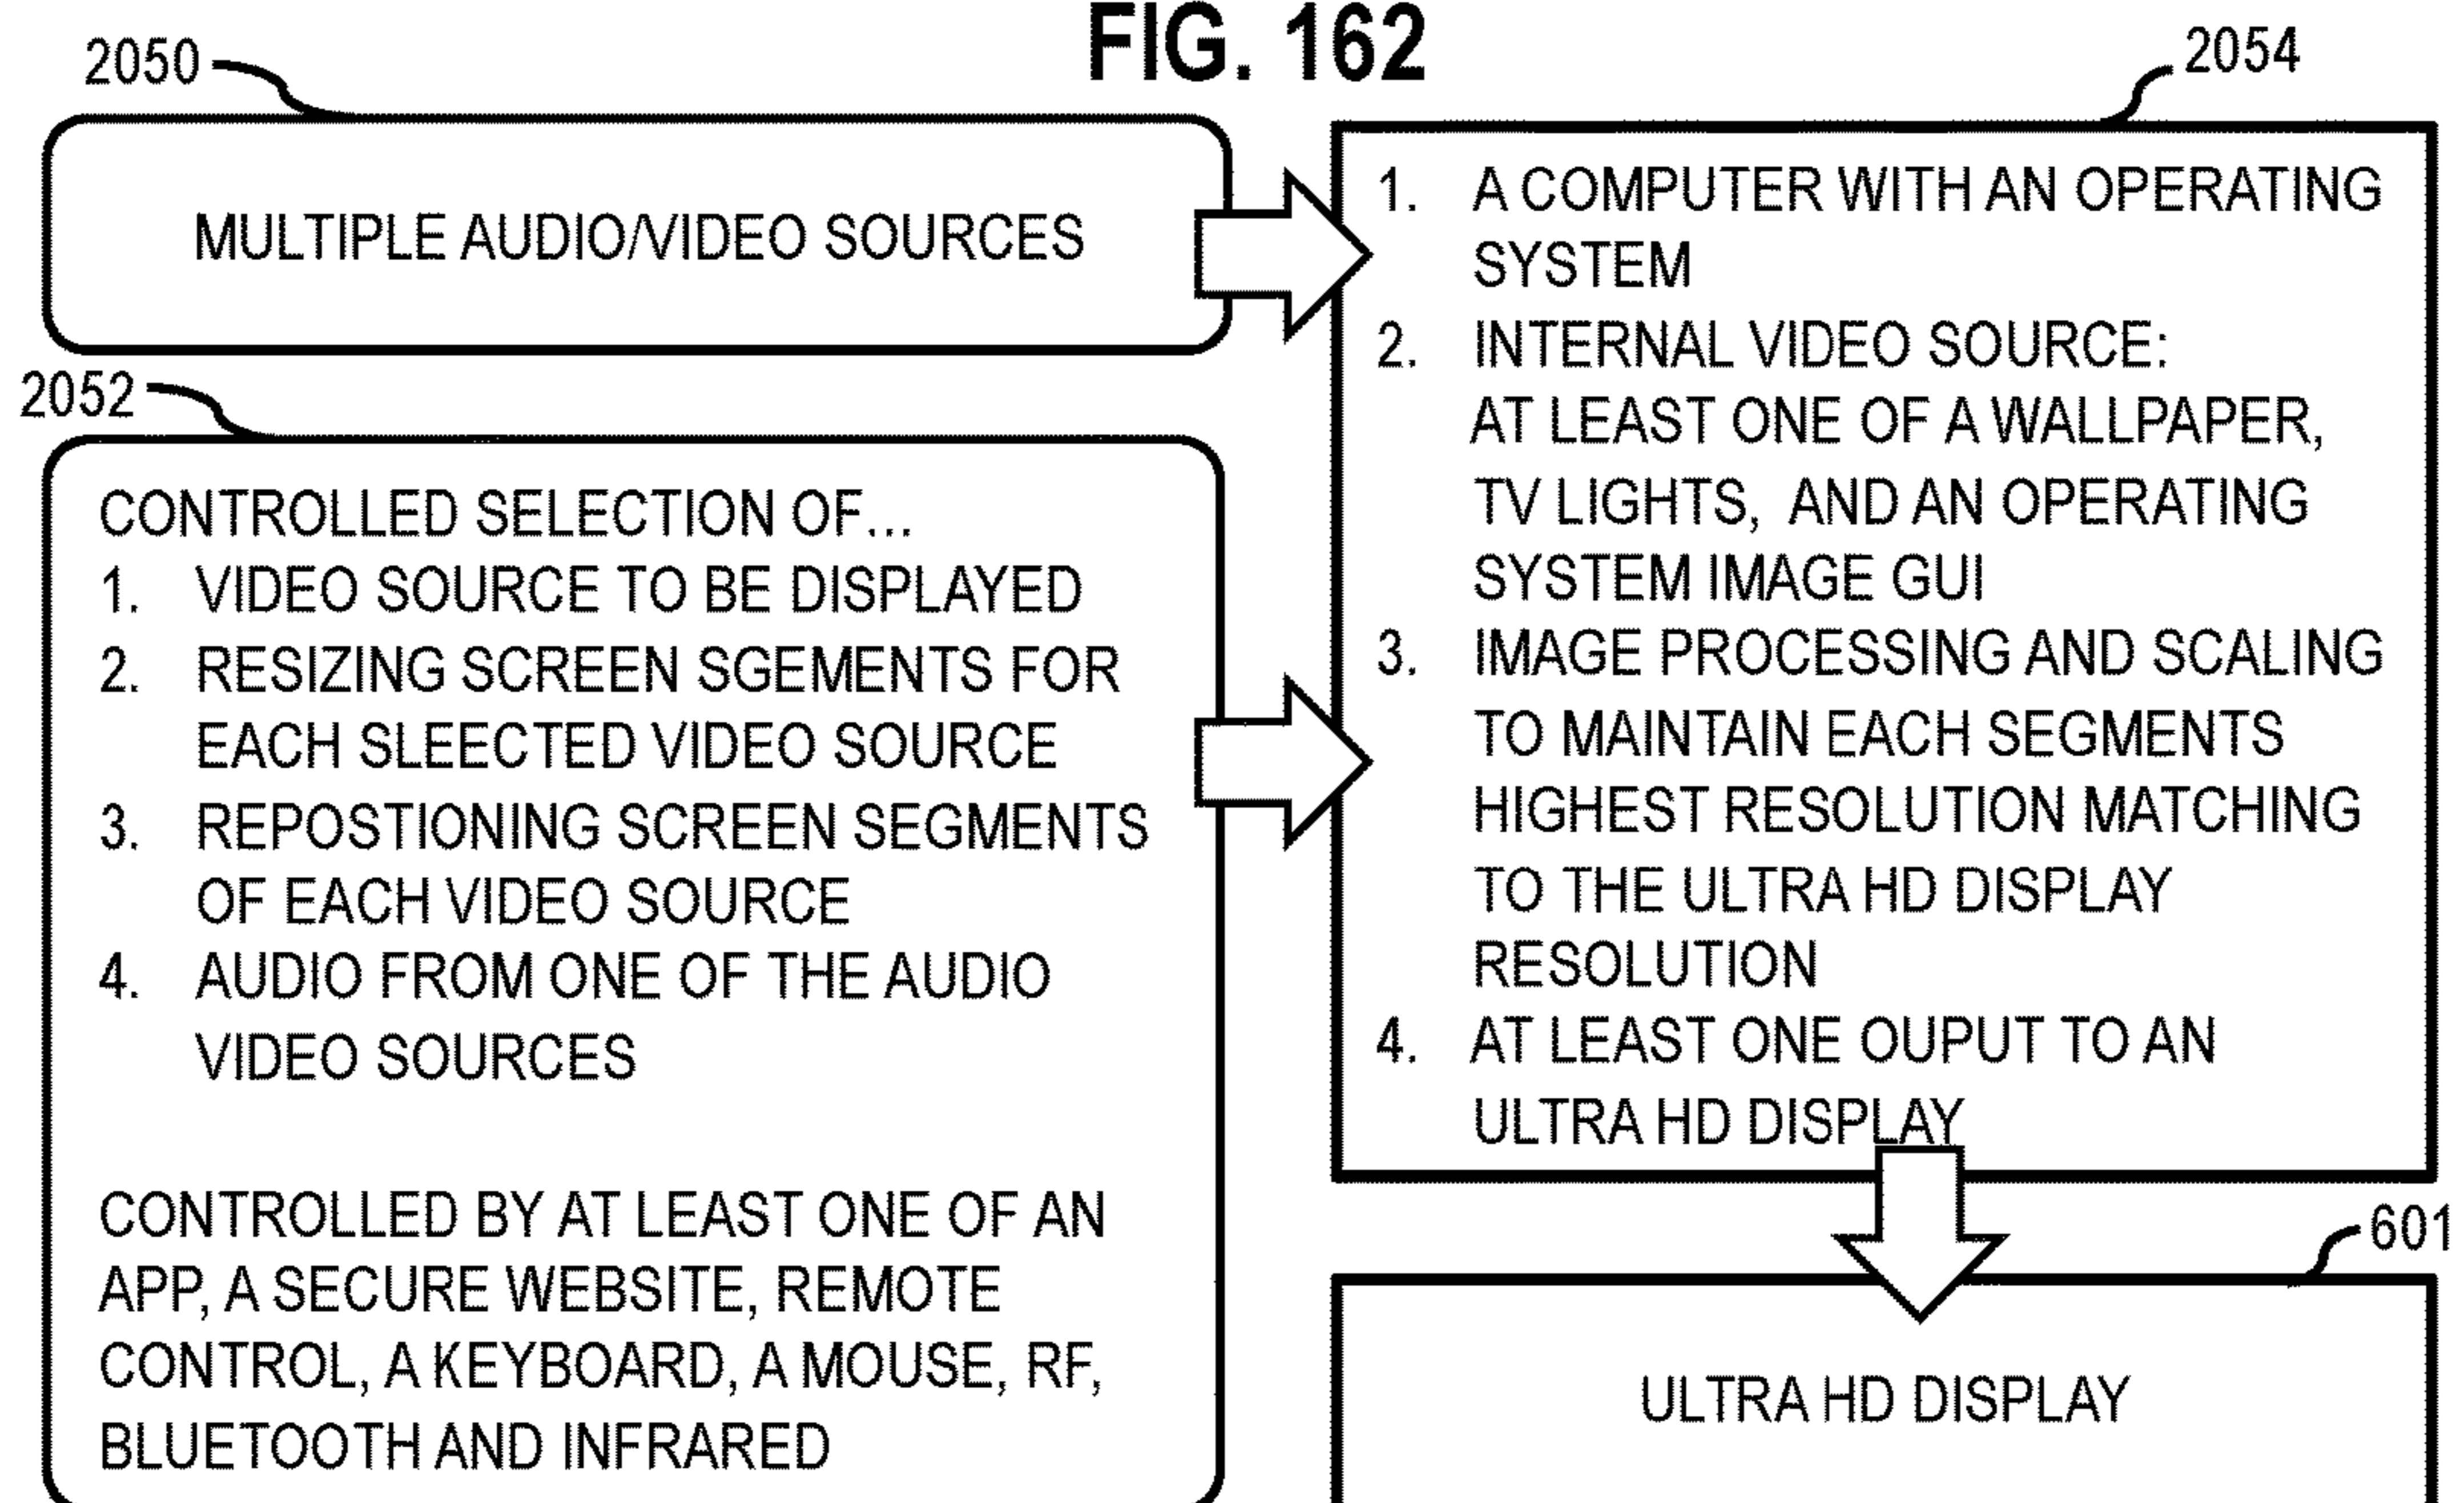 FIG. 162
2050
MULTIPLE AUDIO/VIDEO SOURCES
2052
CONTROLLED SELECTION OF...
1. VIDEO SOURCE TO BE DISPLAYED
2. RESIZING SCREEN SGEMENTS FOR
EACH SLEECTED VIDEO SOURCE
3. REPOSTIONING SCREEN SEGMENTS
OF EACH VIDEO SOURCE
4. AUDIO FROM ONE OF THE AUDIO
VIDEO SOURCES
CONTROLLED BY AT LEAST ONE OF AN
APP, A SECURE WEBSITE, REMOTE
CONTROL, A KEYBOARD, A MOUSE, RF,
BLUETOOTH AND INFRARED
2054
1. A COMPUTER WITH AN OPERATING
SYSTEM
2. INTERNAL VIDEO SOURCE:
AT LEAST ONE OF A WALLPAPER,
TV LIGHTS, AND AN OPERATING
SYSTEM IMAGE GUI
3. IMAGE PROCESSING AND SCALING
TO MAINTAIN EACH SEGMENTS
HIGHEST RESOLUTION MATCHING
TO THE ULTRA HD DISPLAY
RESOLUTION
4. AT LEAST ONE OUPUT TO AN
ULTRA HD DISPLAY
601
ULTRA HD DISPLAY